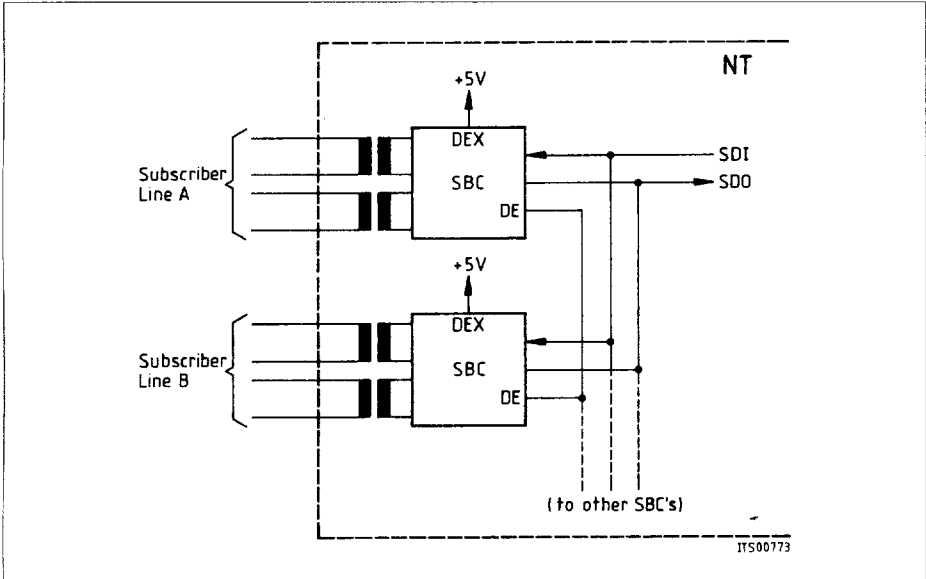 NT
+5V
DEX
SBC
DE
SDI
SDO
Subscriber
Line A
+5V
DEX
SBC
DE
Subscriber
Line B
(to other SBC's)
ITS00773